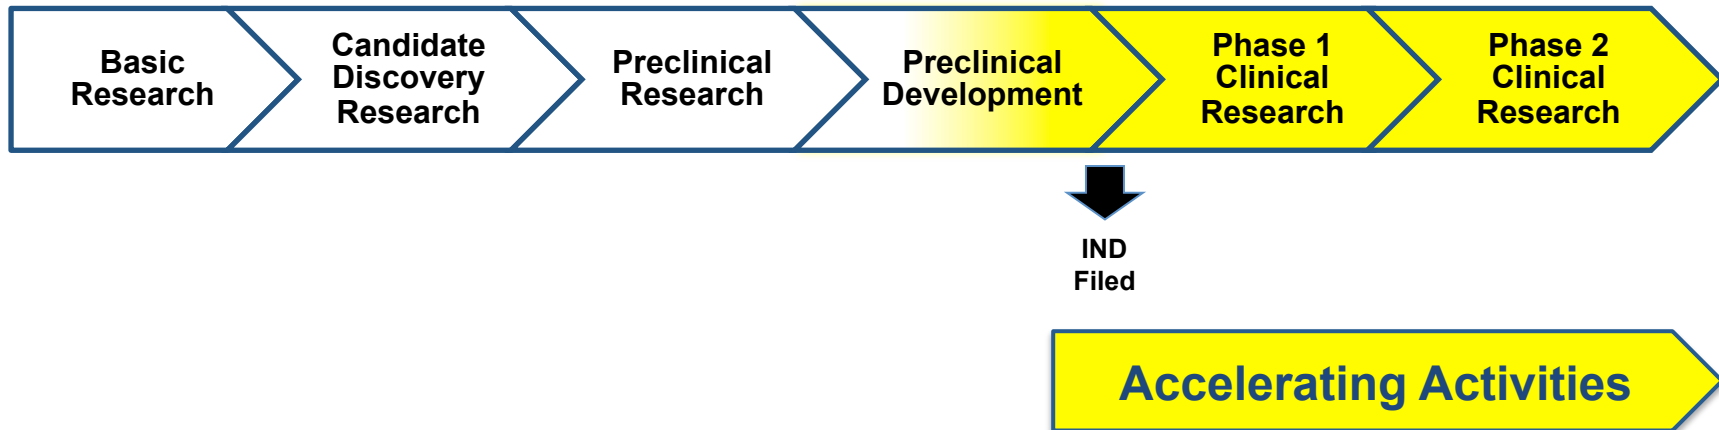 Basic
Research
Candidate
Discovery
Research
Preclinical
Research
Preclinical
Development
Phase 1
Clinical
Research
Phase 2
Clinical
Research
IND
Filed
Accelerating Activities